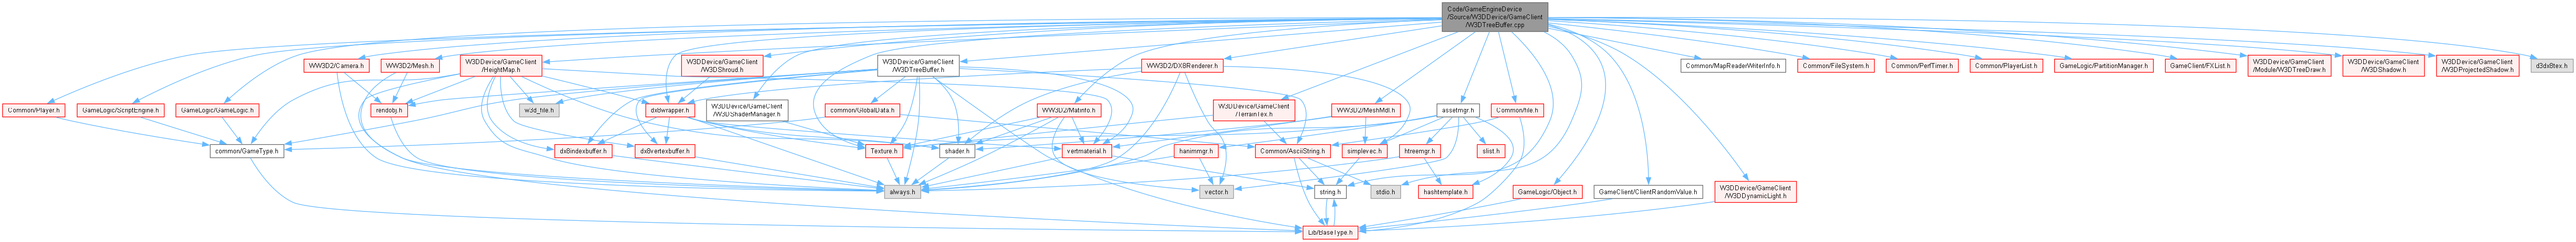 Code/GameEngineDevice
/Source/W3DDevice/GameClient
/W3DTreeBuffer.cpp
WW3D2/Camera.h
WW3D2/Mesh.h
W3DDevice/GameClient
/HeightMap.h
W3DDevice/GameClient
/W3DShroud.h
W3DDevice/GameClient
/W3DTreeBuffer.h
WW3D2/DX8Renderer.h
Common/MapReaderWriterInfo.h
Common/FileSystem.h
Common/PerfTimer.h
Common/PlayerList.h
GameLogic/PartitionManager.h
GameClient/FXList.h
W3DDevice/GameClient
/Module/W3DTreeDraw.h
W3DDevice/GameClient
/W3DShadow.h
W3DDevice/GameClient
/W3DProjectedShadow.h
d3dx8tex.h
Common/Player.h
GameLogic/ScriptEngine.h
GameLogic/GameLogic.h
rendobj.h
w3d_file.h
dx8wrapper.h
W3DDevice/GameClient
/W3DShaderManager.h
common/GlobalData.h
WW3D2/Matinfo.h
W3DDevice/GameClient
/TerrainTex.h
WW3D2/MeshMdl.h
assetmgr.h
Common/file.h
common/GameType.h
dx8indexbuffer.h
dx8vertexbuffer.h
Texture.h
shader.h
vertmaterial.h
hanimmgr.h
Common/AsciiString.h
simplevec.h
htreemgr.h
slist.h
always.h
vector.h
string.h
stdio.h
hashtemplate.h
GameLogic/Object.h
GameClient/ClientRandomValue.h
W3DDevice/GameClient
/W3DDynamicLight.h
Lib/BaseType.h